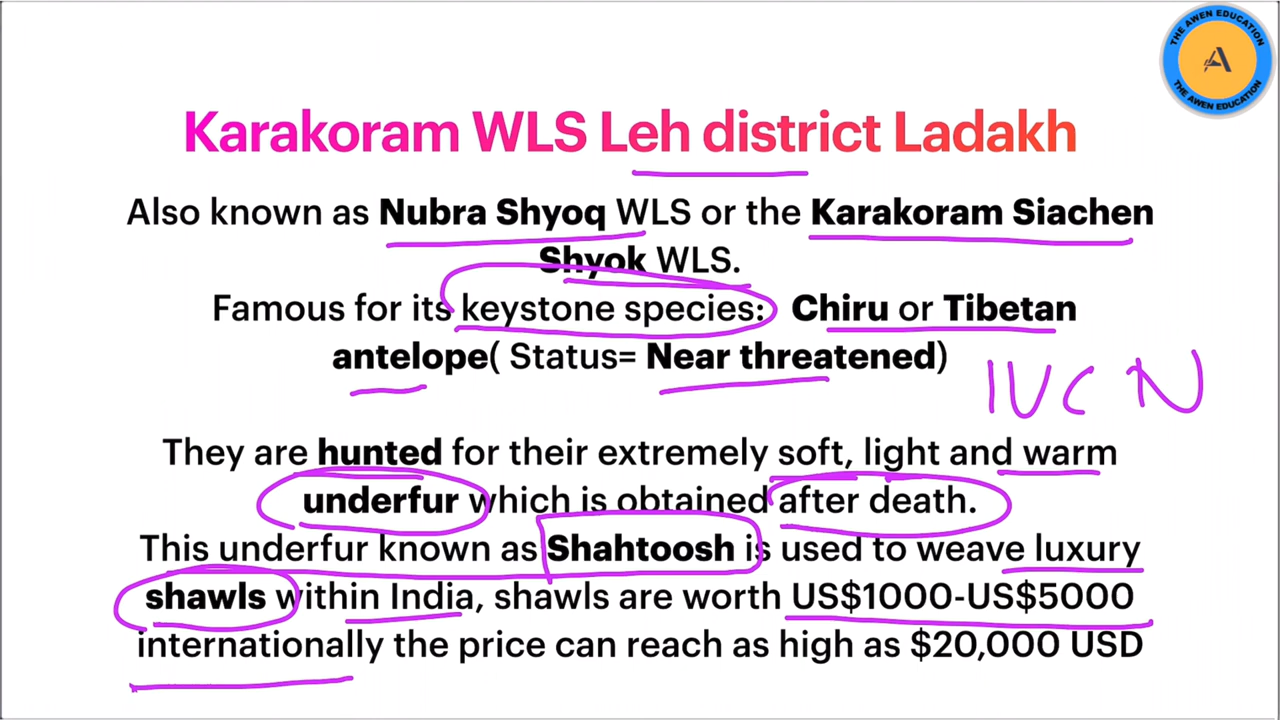 THE AWEN EDUCATION
A
THE AWEN EDUCATION
Karakoram WLS Leh district Ladakh
Also known as Nubra Shyoq WLS or the Karakoram Siachen
Shyok WLS.
Famous for its keystone species: Chiru or Tibetan
antelope( Status= Near threatened)
IUCN
They are hunted for their extremely soft, light and warm
underfur which is obtained after death.
This underfur known as Shahtoosh is used to weave luxury
shawls within India, shawls are worth US$1000-US$5000
internationally the price can reach as high as $20,000 USD